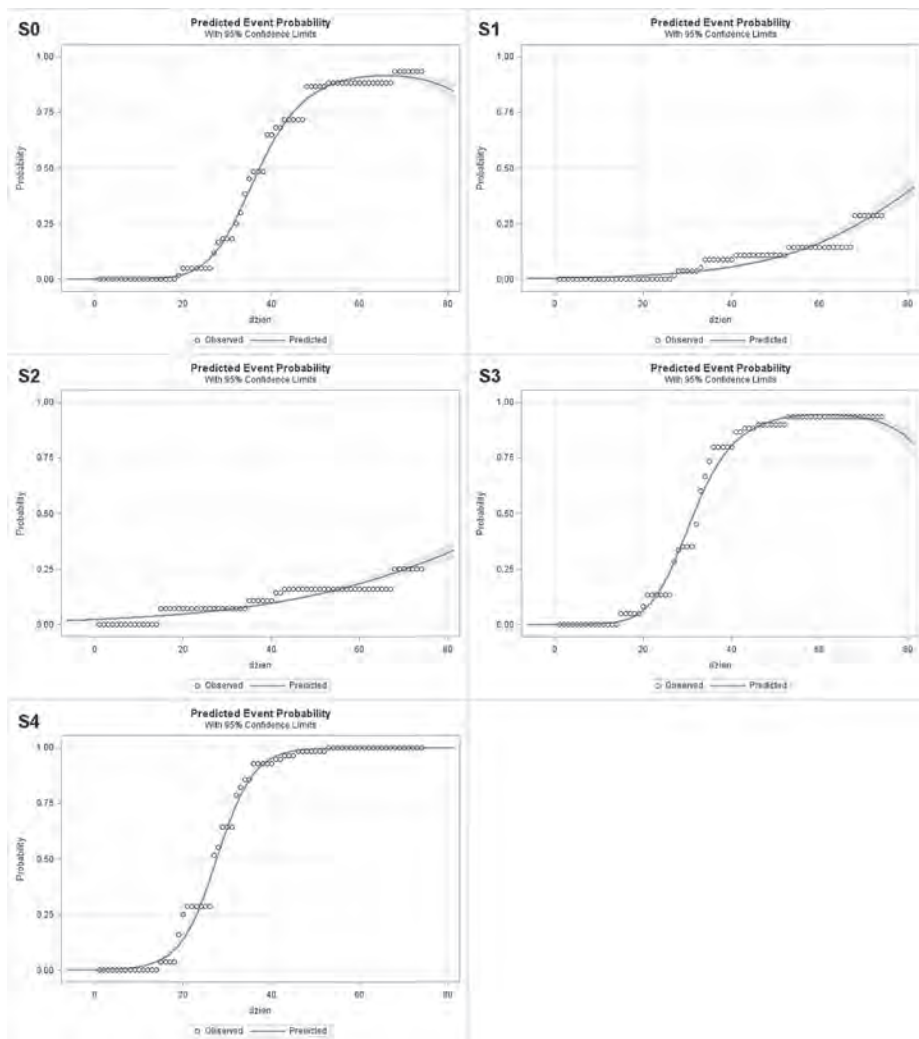 S0
Predicted Event Probability
With 95% Confidence Limits
1.00
0.75
0.50
0.25
0.00
Probability
0 20 40 60 80
dzien
Observed Predicted
S1
Predicted Event Probability
With 95% Confidence Limits
1.00
0.75
0.50
0.25
0.00
Probability
0 20 40 60 80
dzien
Observed Predicted
S2
Predicted Event Probability
With 95% Confidence Limits
1.00
0.75
0.50
0.25
0.00
Probability
0 20 40 60 80
dzien
Observed Predicted
S3
Predicted Event Probability
With 95% Confidence Limits
1.00
0.75
0.50
0.25
0.00
Probability
0 20 40 60 80
dzien
Observed Predicted
S4
Predicted Event Probability
With 95% Confidence Limits
1.00
0.75
0.50
0.25
0.00
Probability
0 20 40 60 80
dzien
Observed Predicted